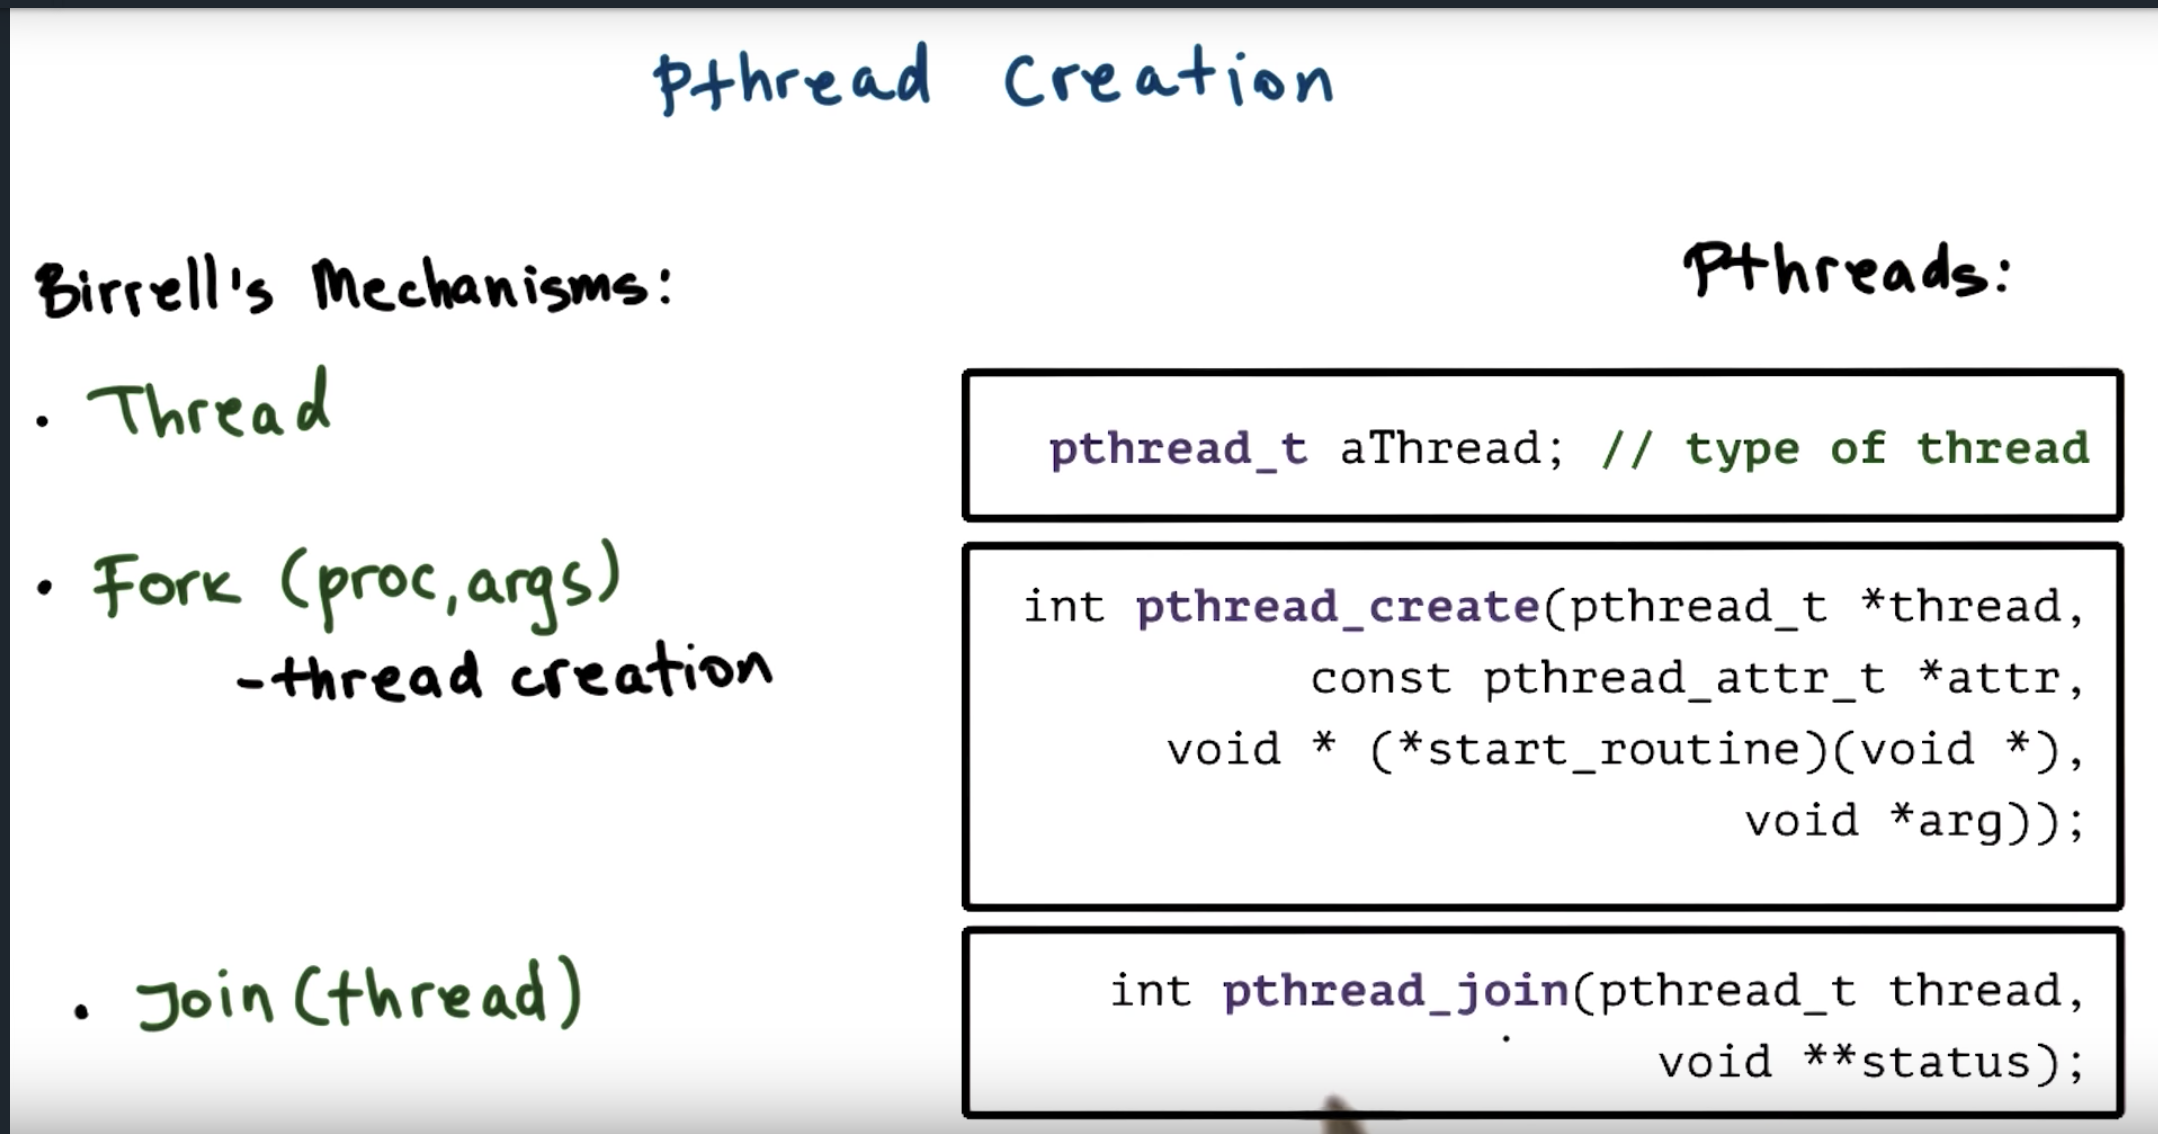 Pthread Creation
Birrell's Mechanisms:
Pthreads:
• Thread
pthread_t aThread; // type of thread
• Fork (proc, args)
-thread creation
int pthread_create(pthread_t *thread,
const pthread_attr_t *attr,
void * (*start_routine)(void *),
void *arg));
• Join (thread)
int pthread_join(pthread_t thread,
void **status);